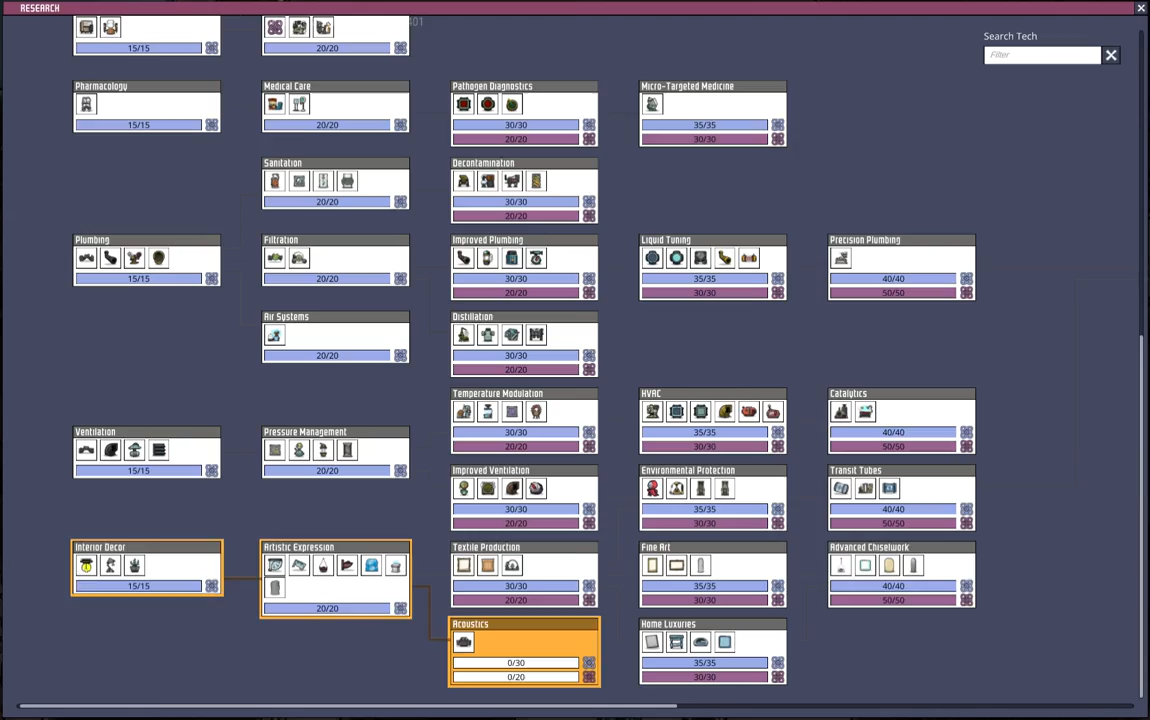 RESEARCH
401
Search Tech
Filter
15/15
20/20
Pharmacology
Medical Care
Pathogen Diagnostics
Micro-Targeted Medicine
15/15
20/20
30/30
35/35
20/20
30/30
Sanitation
Decontamination
20/20
30/30
20/20
Plumbing
Filtration
Improved Plumbing
Liquid Tuning
Precision Plumbing
15/15
20/20
30/30
35/35
40/40
20/20
30/30
50/50
Air Systems
Distillation
20/20
30/30
20/20
Temperature Modulation
HVAC
Catalytics
30/30
35/35
40/40
20/20
30/30
50/50
Ventilation
Pressure Management
15/15
20/20
Improved Ventilation
Environmental Protection
Transit Tubes
30/30
35/35
40/40
20/20
30/30
50/50
Interior Decor
Artistic Expression
Textile Production
Fine Art
Advanced Chiselwork
15/15
20/20
30/30
35/35
40/40
20/20
30/30
50/50
Acoustics
Home Luxuries
0/30
35/35
0/20
30/30